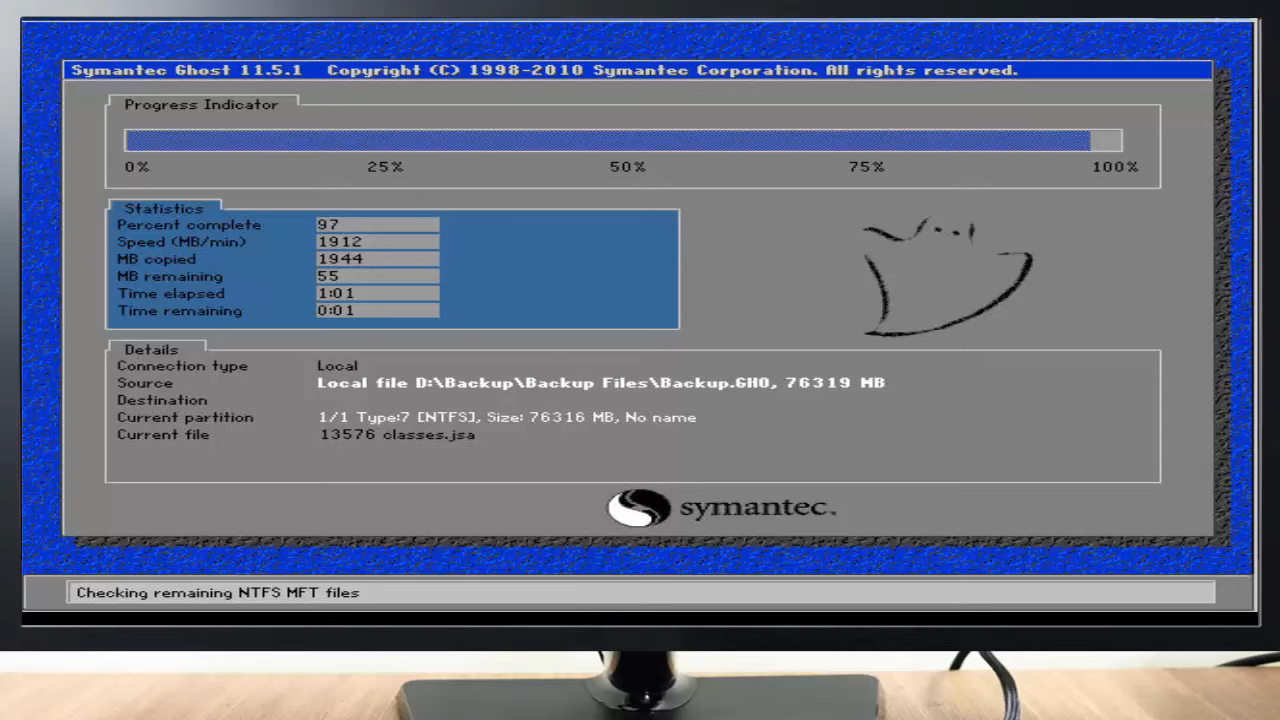 Symantec Ghost 11.5.1 Copyright (C) 1998-2010 Symantec Corporation. All rights reserved.
Progress Indicator
0% 25% 50% 75% 100%
Statistics
Percent complete 97
Speed (MB/min) 1912
MB copied 1944
MB remaining 55
Time elapsed 1:01
Time remaining 0:01
Details
Connection type Local
Source Local file D:\Backup\Backup Files\Backup.GHO, 76319 MB
Destination
Current partition 1/1 Type:7 [NTFS], Size: 76316 MB, No name
Current file 13576 classes.jsa
symantec.
Checking remaining NTFS MFT files